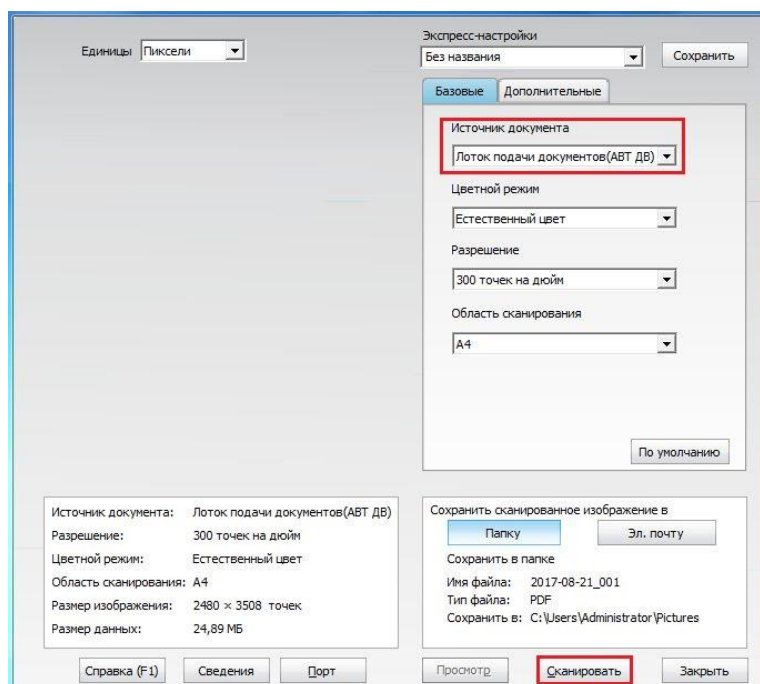 Единицы Пиксели
Экспресс-настройки
Без названия Сохранить
Базовые Дополнительные
Источник документа
Лоток подачи документов(АВТ ДВ)
Цветной режим
Естественный цвет
Разрешение
300 точек на дюйм
Область сканирования
A4
По умолчанию
Источник документа: Лоток подачи документов(АВТ ДВ)
Разрешение: 300 точек на дюйм
Цветной режим: Естественный цвет
Область сканирования: A4
Размер изображения: 2480 × 3508 точек
Размер данных: 24,89 МБ
Сохранить сканированное изображение в
Папку Эл. почту
Сохранить в папке
Имя файла: 2017-08-21_001
Тип файла: PDF
Сохранить в: C:\Users\Administrator\Pictures
Справка (F1) Сведения Порт Просмотр Сканировать Закрыть